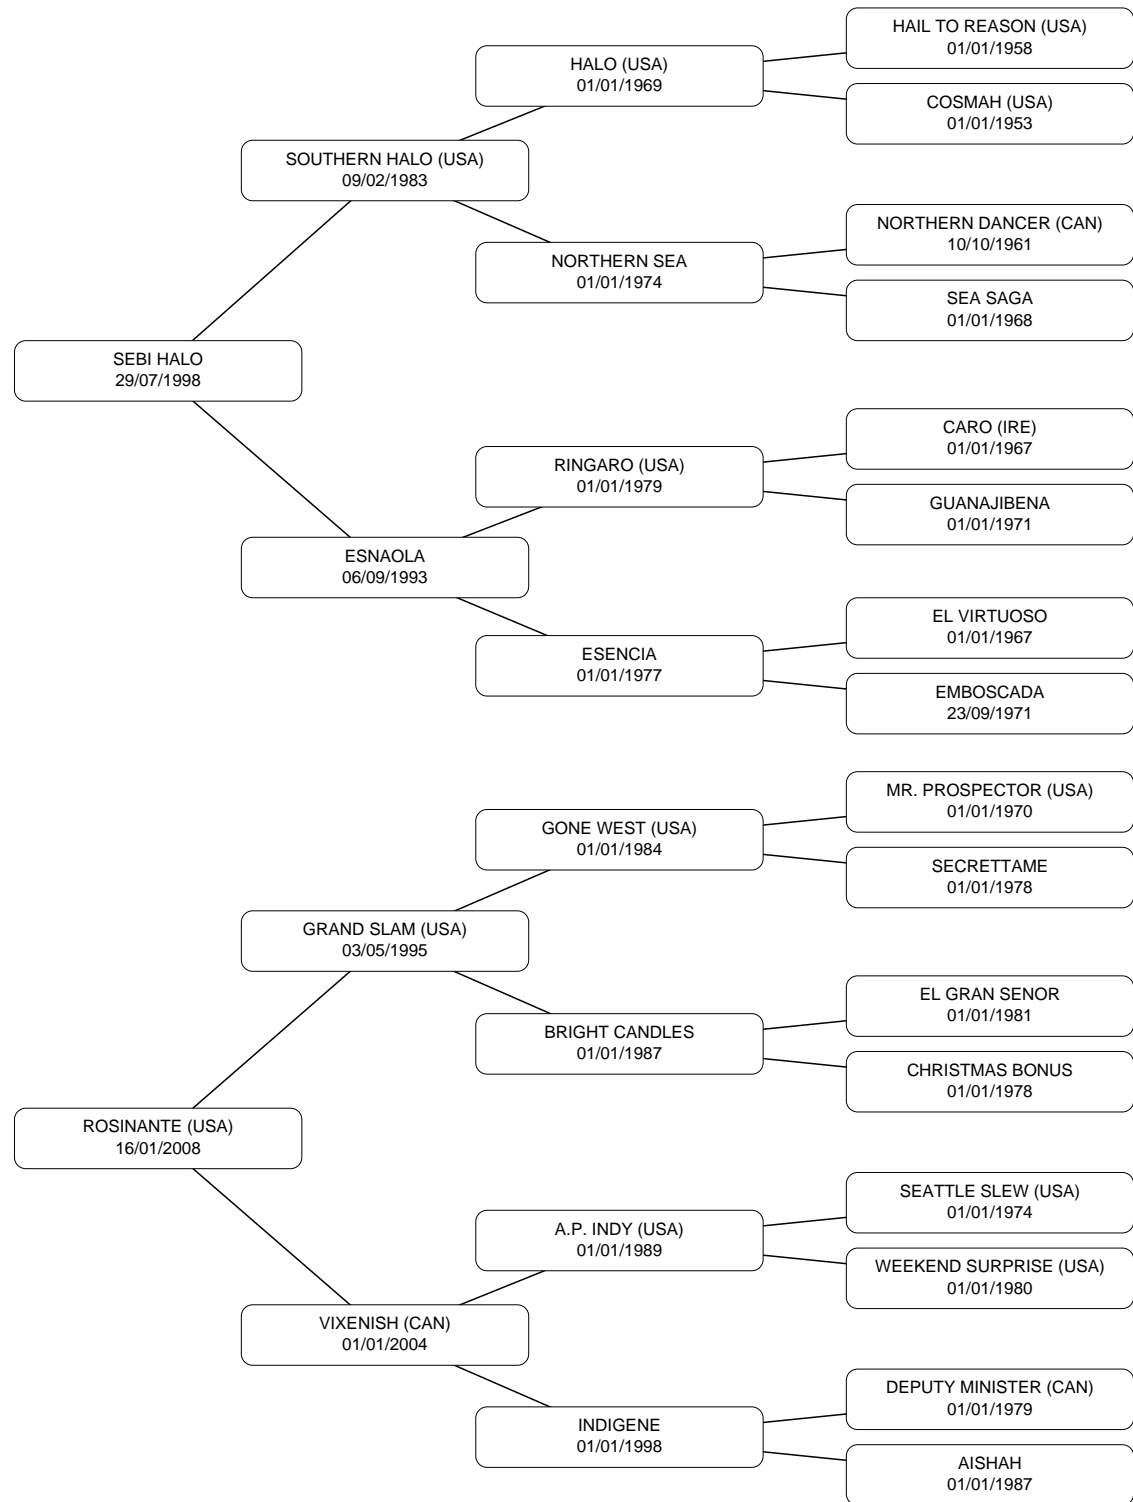 HAIL TO REASON (USA)
01/01/1958
HALO (USA)
01/01/1969
COSMAH (USA)
01/01/1953
SOUTHERN HALO (USA)
09/02/1983
NORTHERN DANCER (CAN)
10/10/1961
NORTHERN SEA
01/01/1974
SEA SAGA
01/01/1968
SEBI HALO
29/07/1998
CARO (IRE)
01/01/1967
RINGARO (USA)
01/01/1979
GUANAJIBENA
01/01/1971
ESNAOLA
06/09/1993
EL VIRTUOSO
01/01/1967
ESENCIA
01/01/1977
EMBOSCADA
23/09/1971
MR. PROSPECTOR (USA)
01/01/1970
GONE WEST (USA)
01/01/1984
SECRETTAME
01/01/1978
GRAND SLAM (USA)
03/05/1995
EL GRAN SENOR
01/01/1981
BRIGHT CANDLES
01/01/1987
CHRISTMAS BONUS
01/01/1978
ROSINANTE (USA)
16/01/2008
SEATTLE SLEW (USA)
01/01/1974
A.P. INDY (USA)
01/01/1989
WEEKEND SURPRISE (USA)
01/01/1980
VIXENISH (CAN)
01/01/2004
DEPUTY MINISTER (CAN)
01/01/1979
INDIGENE
01/01/1998
AISHAH
01/01/1987